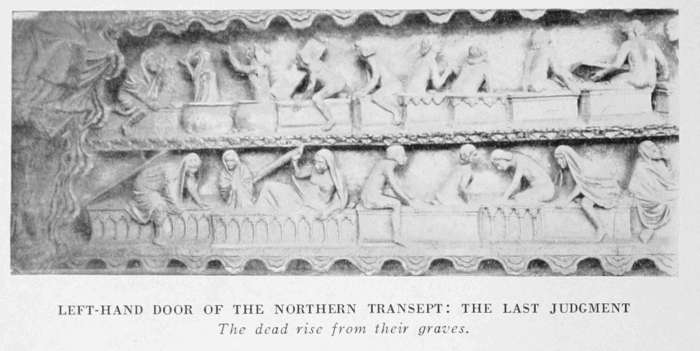 LEFT-HAND DOOR OF THE NORTHERN TRANSEPT: THE LAST JUDGMENT
The dead rise from their graves.